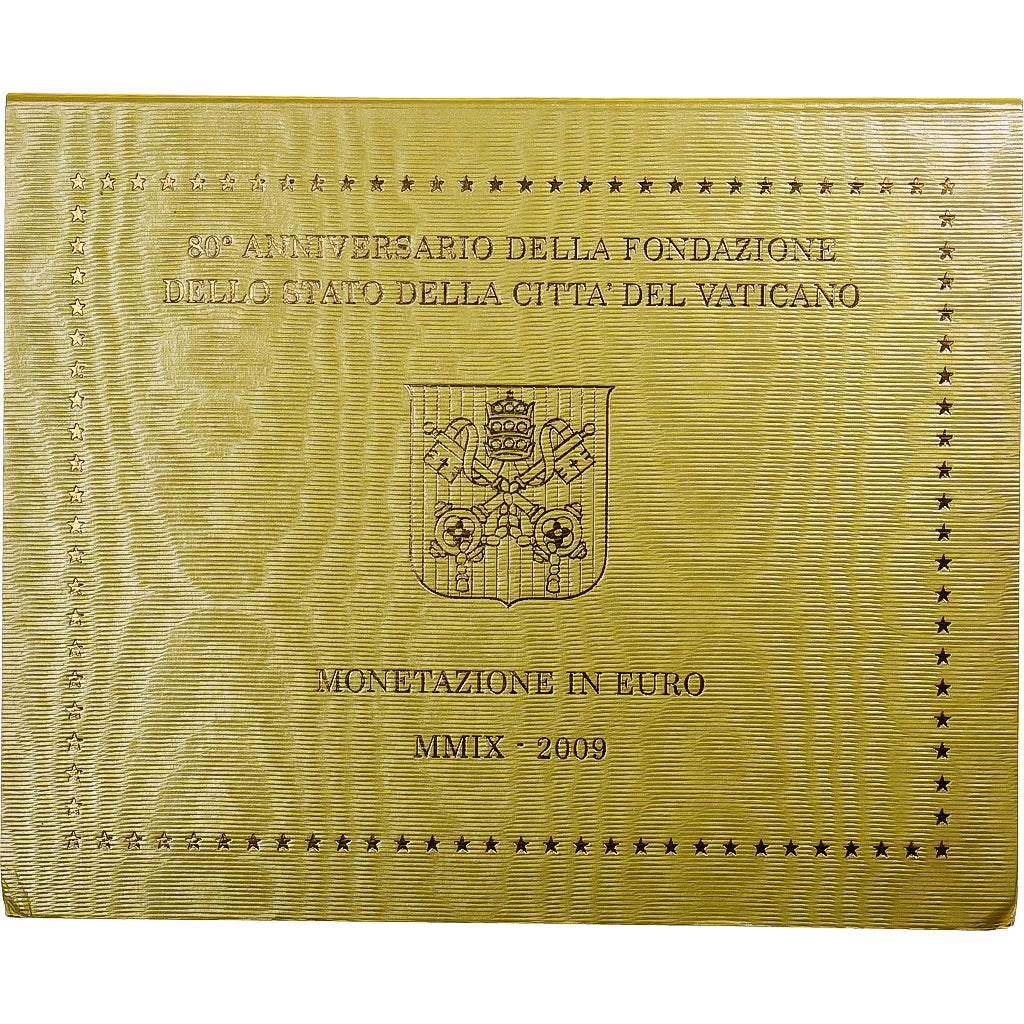 80° ANNIVERSARIO DELLA FONDAZIONE
DELLO STATO DELLA CITTA' DEL VATICANO
MONETAZIONE IN EURO
MMIX - 2009